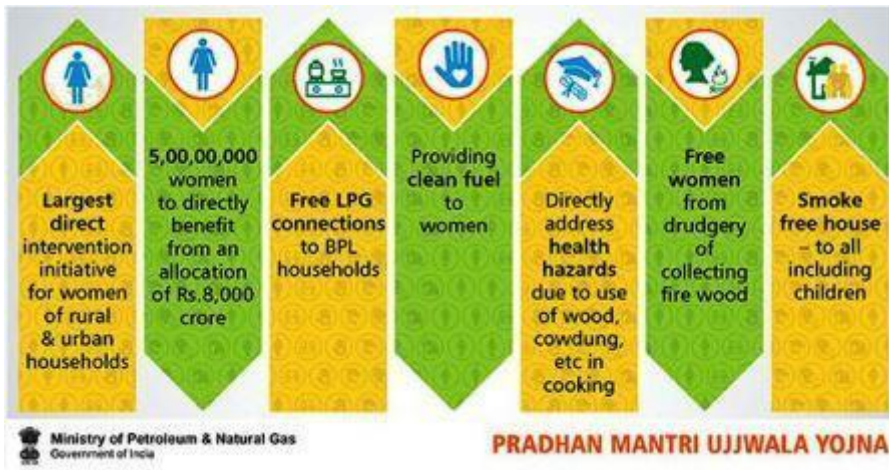 Largest
direct
intervention
initiative
for women
of rural
& urban
households
5,00,00,000
women
to directly
benefit
from an
allocation
of Rs.8,000
crore
Free LPG
connections
to BPL
households
Providing
clean fuel
to
women
Directly
address
health
hazards
due to use
of wood,
cowdung,
etc in
cooking
Free
women
from
drudgery
of
collecting
fire wood
Smoke
free house
– to all
including
children
Ministry of Petroleum & Natural Gas
Government of India
PRADHAN MANTRI UJJWALA YOJNA